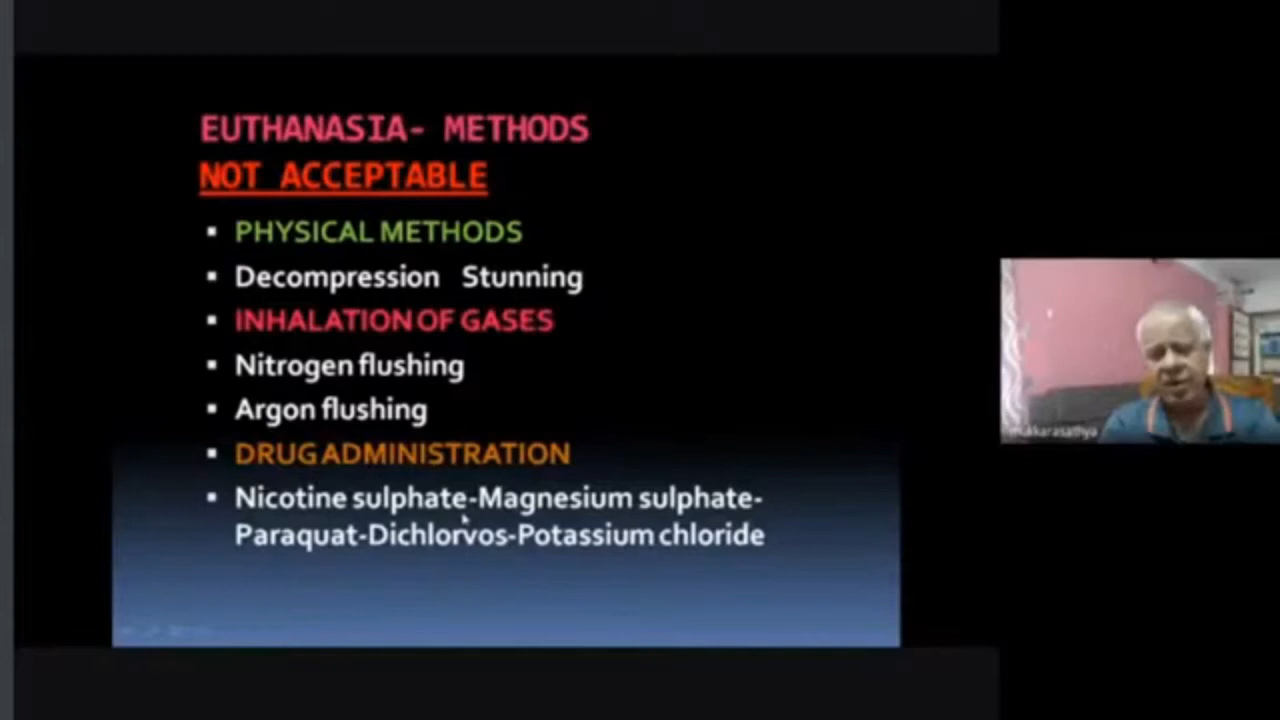 EUTHANASIA- METHODS
NOT ACCEPTABLE
▪ PHYSICAL METHODS
▪ Decompression Stunning
▪ INHALATION OF GASES
▪ Nitrogen flushing
▪ Argon flushing
▪ DRUG ADMINISTRATION
▪ Nicotine sulphate-Magnesium sulphate-
Paraquat-Dichlorvos-Potassium chloride